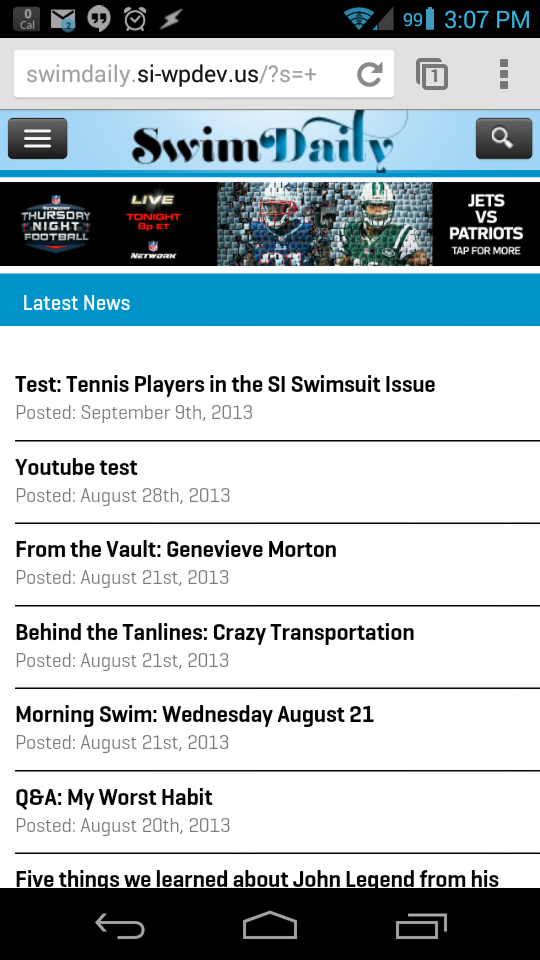 0
Cal
2
99
3:07 PM
swimdaily.si-wpdev.us/?s=+
1
SwimDaily
NFL
NETWORK
THURSDAY
NIGHT
FOOTBALL
LIVE
TONIGHT
8p ET
NFL
NETWORK
JETS
VS
PATRIOTS
TAP FOR MORE
Latest News
Test: Tennis Players in the SI Swimsuit Issue
Posted: September 9th, 2013
Youtube test
Posted: August 28th, 2013
From the Vault: Genevieve Morton
Posted: August 21st, 2013
Behind the Tanlines: Crazy Transportation
Posted: August 21st, 2013
Morning Swim: Wednesday August 21
Posted: August 21st, 2013
Q&A: My Worst Habit
Posted: August 20th, 2013
Five things we learned about John Legend from his